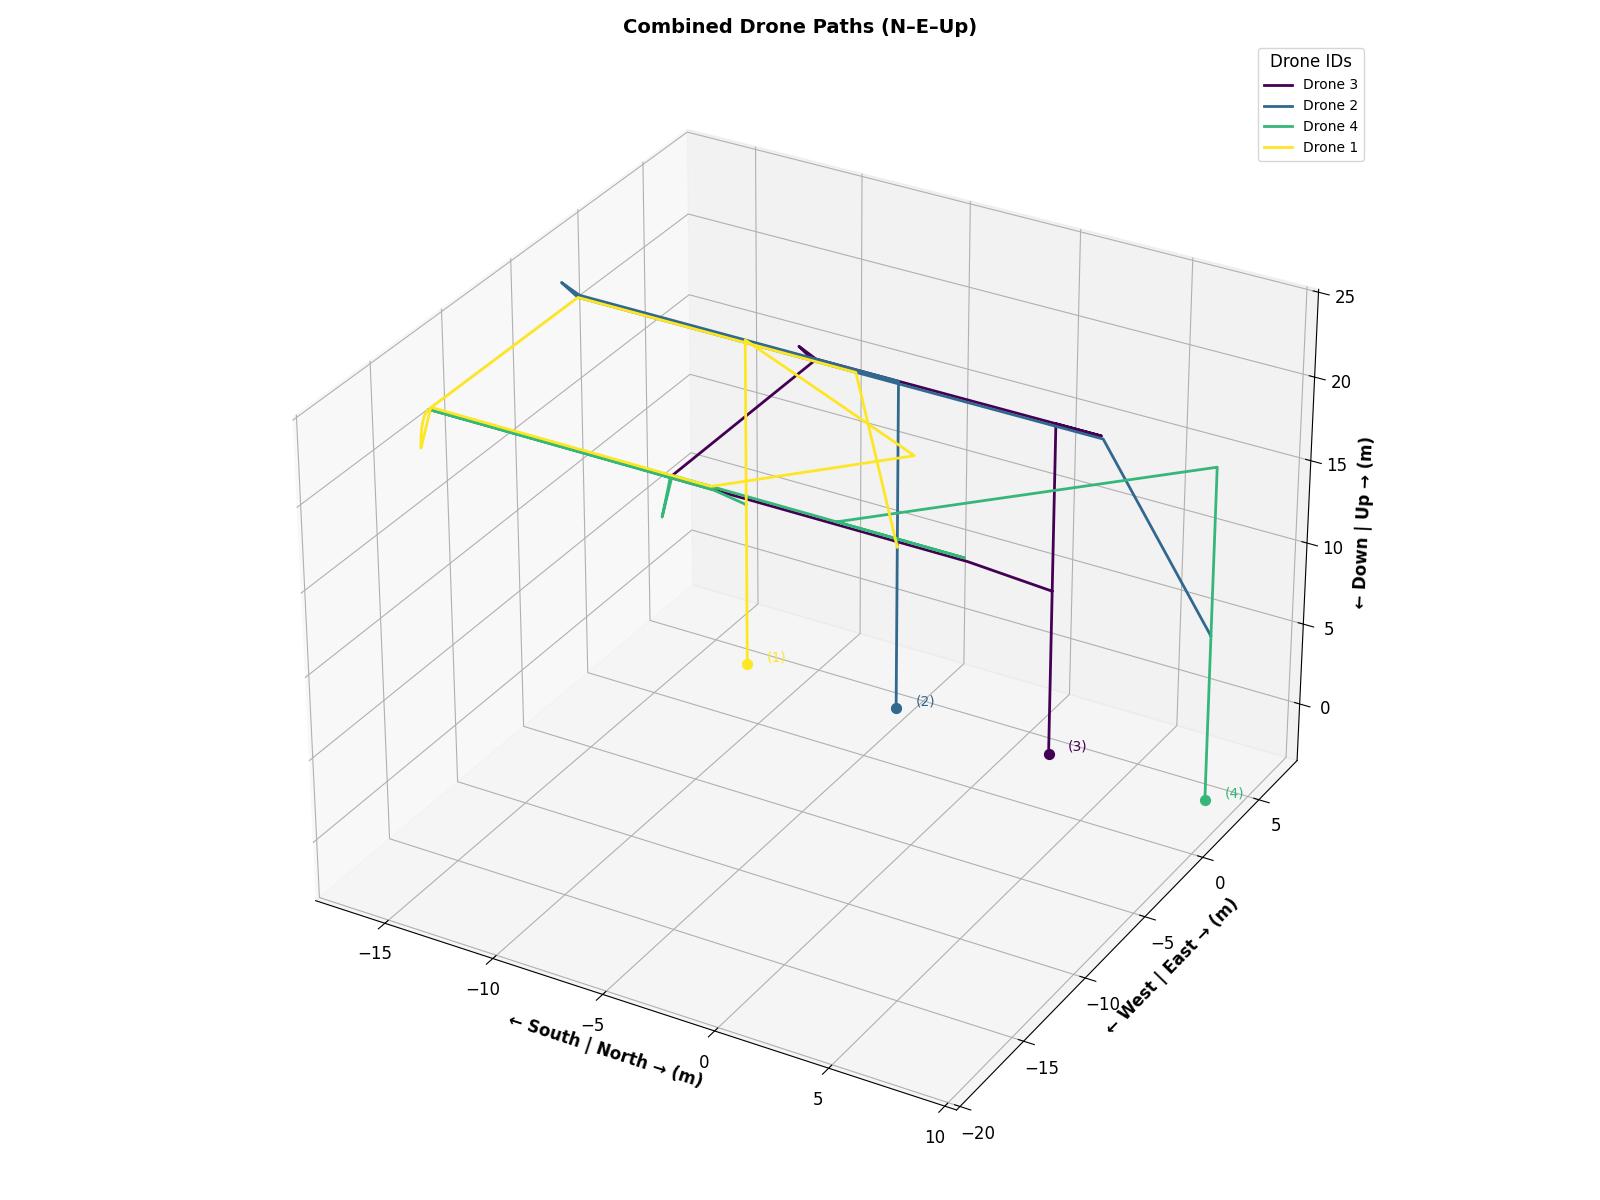 Combined Drone Paths (N–E–Up)
Drone IDs
Drone 3
Drone 2
Drone 4
Drone 1
25
20
15
10
5
0
← Down | Up → (m)
(1)
(2)
(3)
(4)
5
0
−5
−10
−15
−20
← West | East → (m)
−15
−10
−5
0
5
10
← South | North → (m)